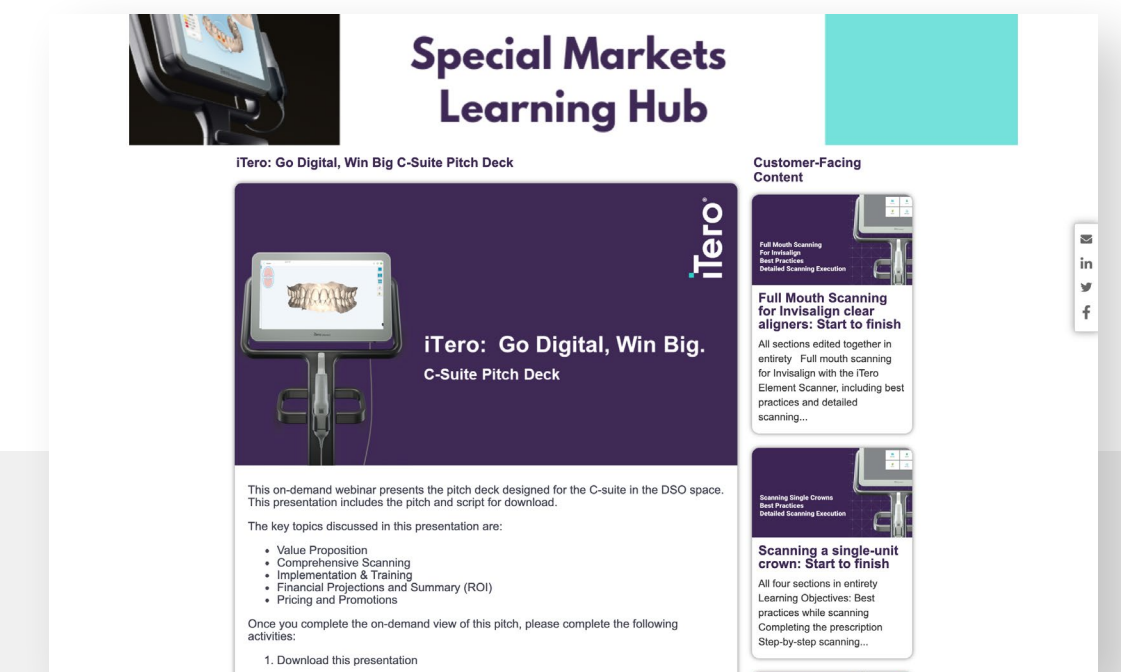 Special Markets
Learning Hub
iTero: Go Digital, Win Big C-Suite Pitch Deck
iTero
iTero:  Go Digital, Win Big.
C-Suite Pitch Deck
This on-demand webinar presents the pitch deck designed for the C-suite in the DSO space.
This presentation includes the pitch and script for download.
The key topics discussed in this presentation are:
• Value Proposition
• Comprehensive Scanning
• Implementation & Training
• Financial Projections and Summary (ROI)
• Pricing and Promotions
Once you complete the on-demand view of this pitch, please complete the following
activities:
1. Download this presentation
Customer-Facing
Content
Full Mouth Scanning
For Invisalign
Best Practices
Detailed Scanning Execution
Full Mouth Scanning
for Invisalign clear
aligners: Start to finish
All sections edited together in
entirety   Full mouth scanning
for Invisalign with the iTero
Element Scanner, including best
practices and detailed
scanning...
Scanning Single Crowns
Best Practices
Detailed Scanning Execution
Scanning a single-unit
crown: Start to finish
All four sections in entirety
Learning Objectives: Best
practices while scanning
Completing the prescription
Step-by-step scanning...